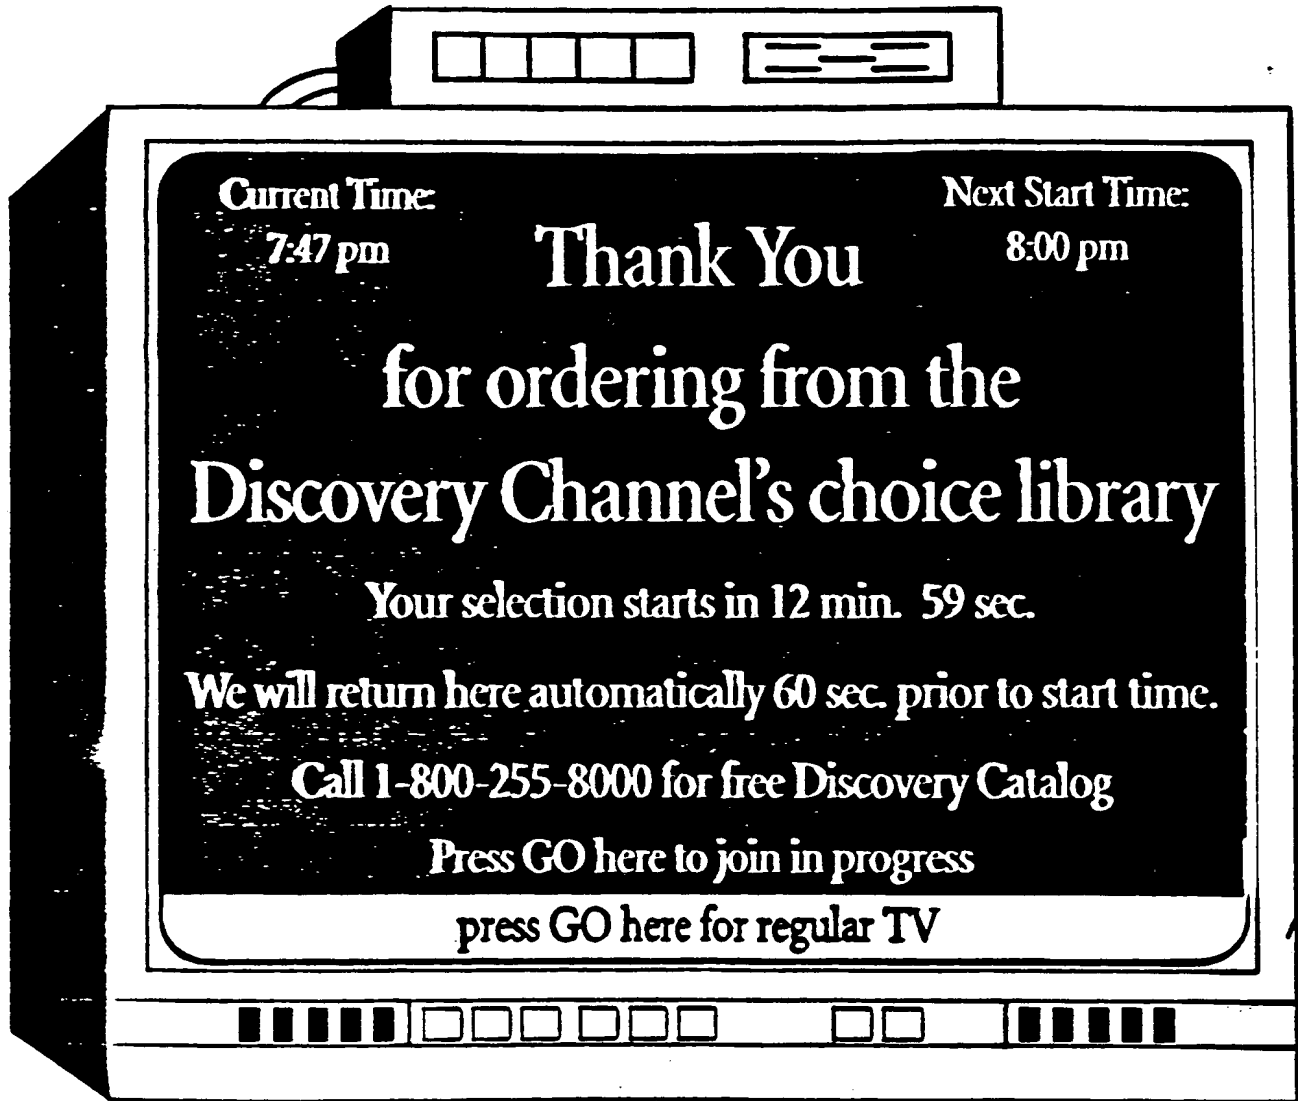 Current Time:
7:47 pm
Next Start Time:
8:00 pm
Thank You
for ordering from the
Discovery Channel's choice library
Your selection starts in 12 min. 59 sec.
We will return here automatically 60 sec. prior to start time.
Call 1-800-255-8000 for free Discovery Catalog
Press GO here to join in progress
press GO here for regular TV